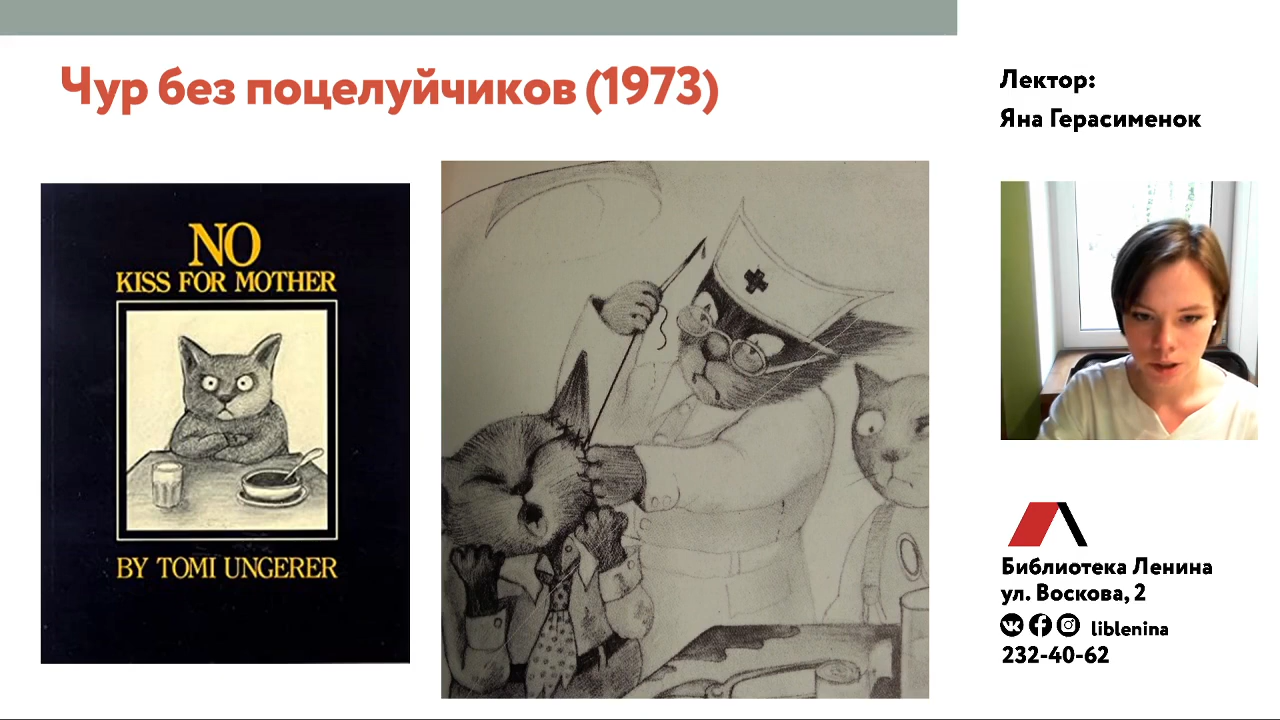 Чур без поцелуйчиков (1973)
NO
KISS FOR MOTHER
BY TOMI UNGERER
Лектор:
Яна Герасименок
Библиотека Ленина
ул. Воскова, 2
liblenina
232-40-62